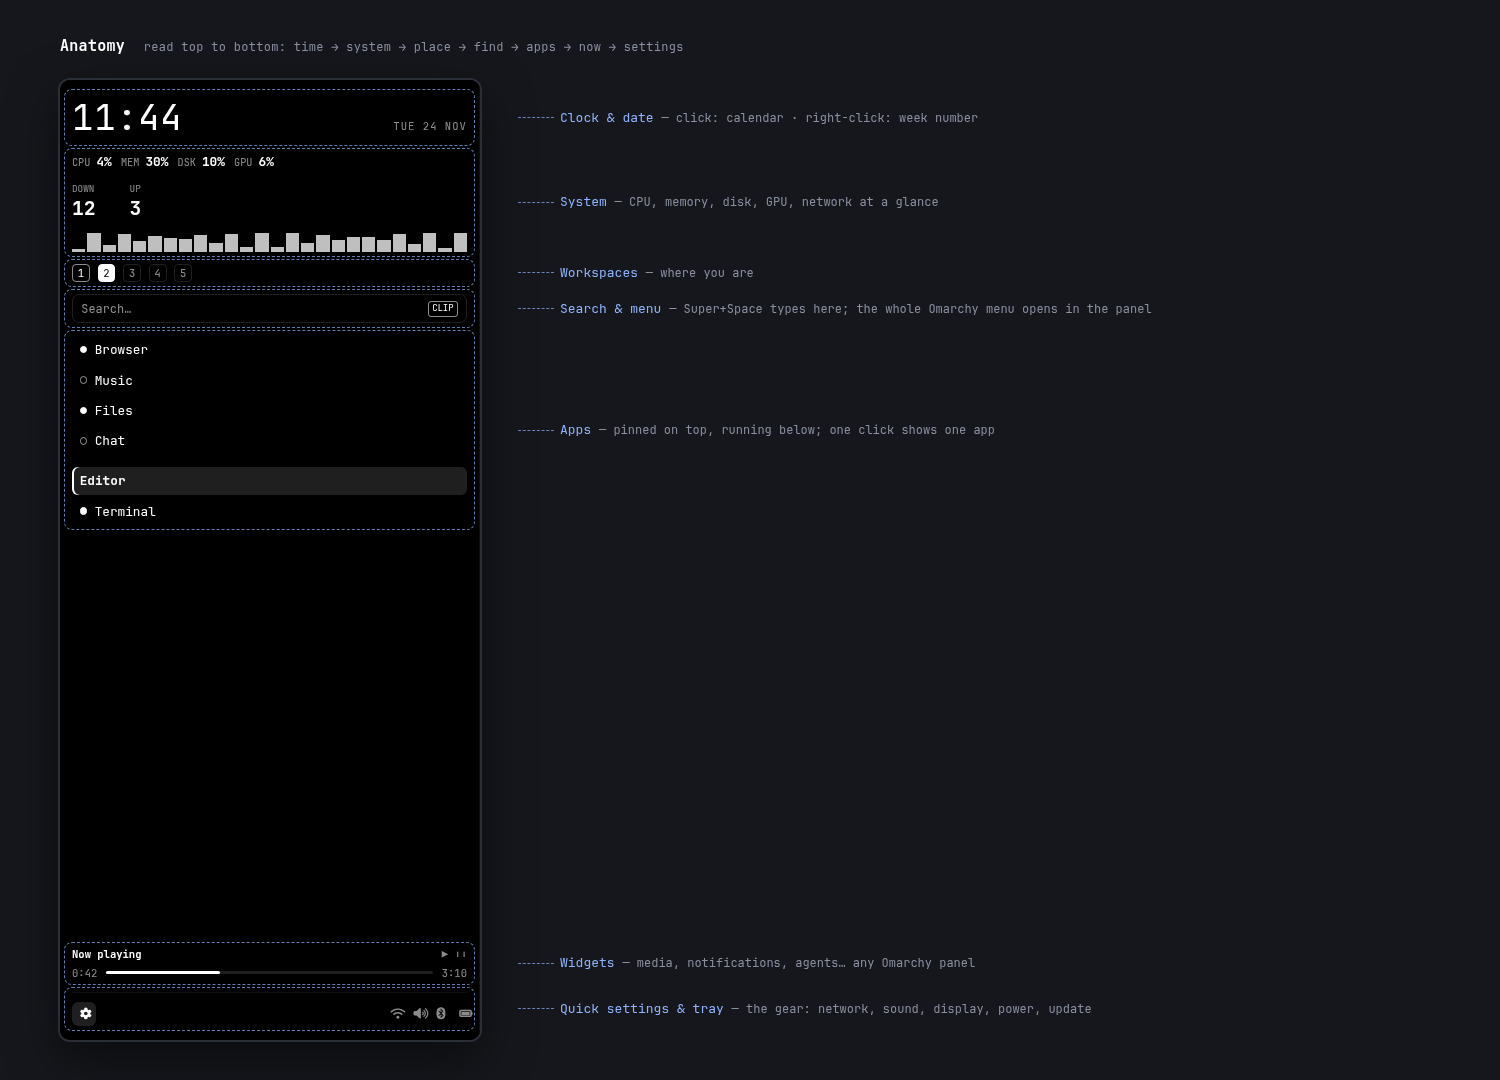 Anatomy read top to bottom: time → system → place → find → apps → now → settings
11:44 TUE 24 NOV
Clock & date — click: calendar · right-click: week number
CPU 4% MEM 30% DSK 10% GPU 6%
DOWN UP
12 3
System — CPU, memory, disk, GPU, network at a glance
1 2 3 4 5
Workspaces — where you are
Search… CLIP
Search & menu — Super+Space types here; the whole Omarchy menu opens in the panel
Browser
Music
Files
Chat
Editor
Terminal
Apps — pinned on top, running below; one click shows one app
Now playing
0:42 3:10
Widgets — media, notifications, agents… any Omarchy panel
Quick settings & tray — the gear: network, sound, display, power, update